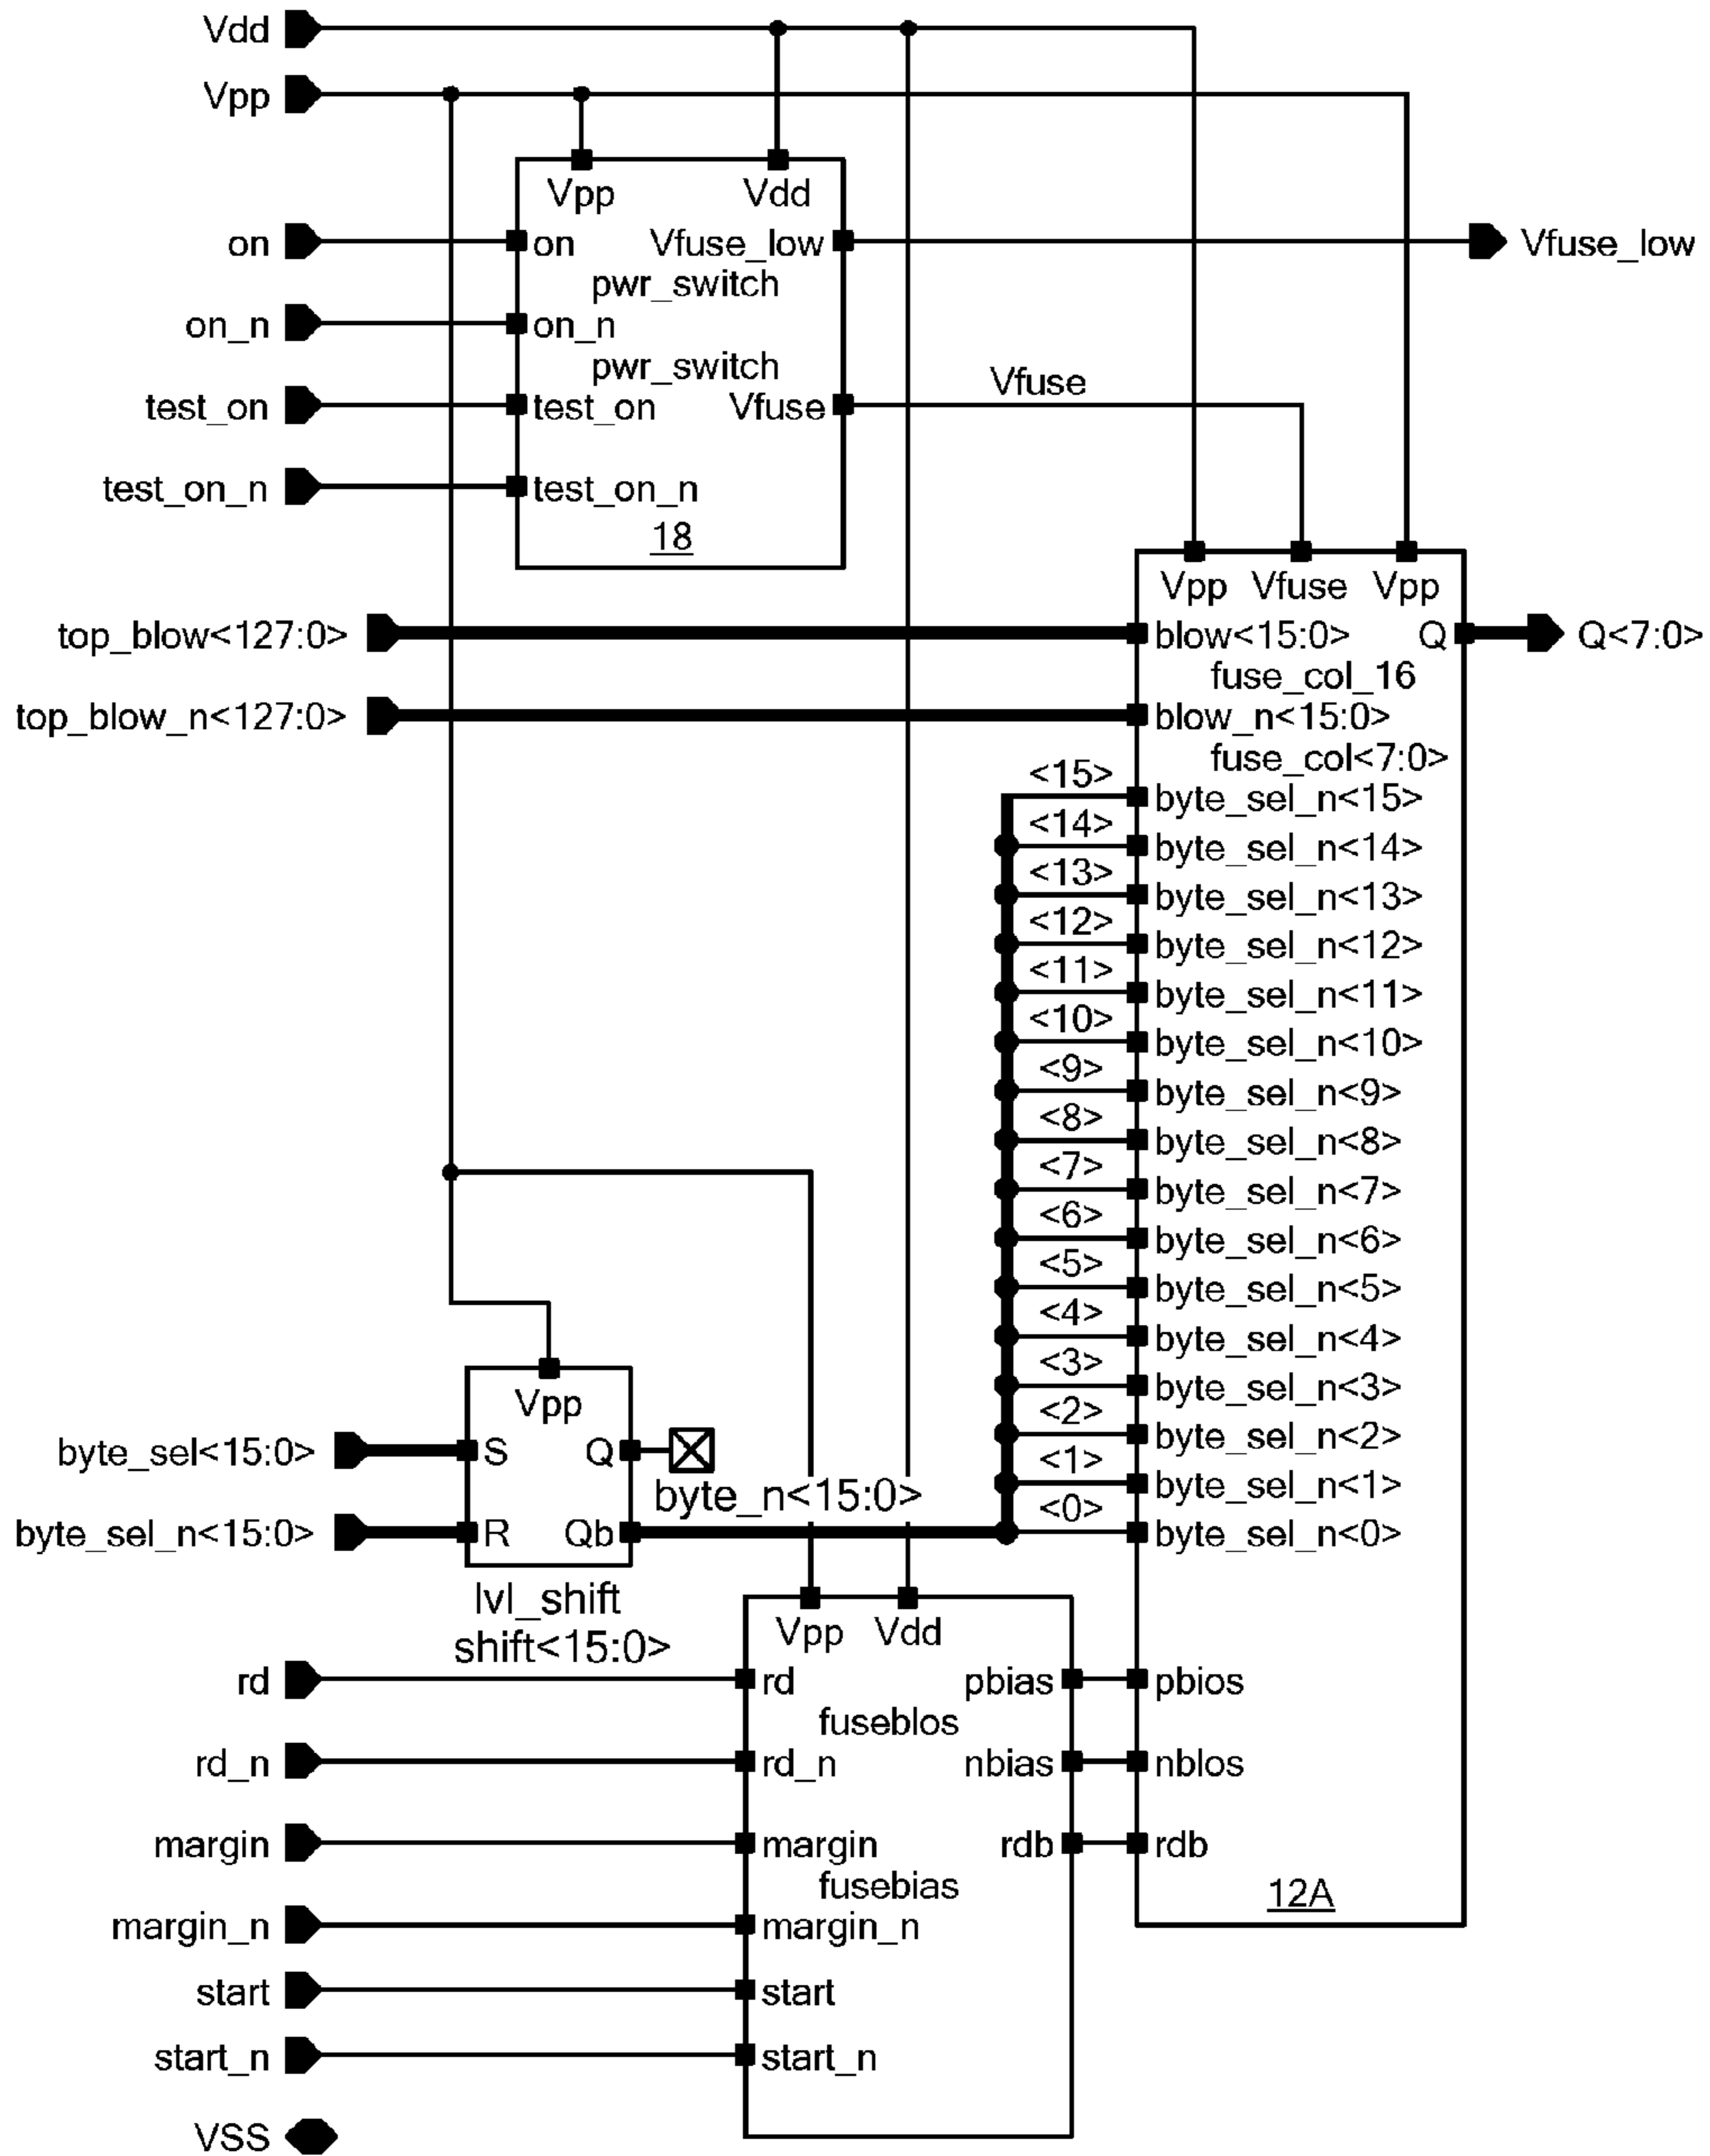 Vdd
Vpp
Vpp Vdd
on on Vfuse_low Vfuse_low
pwr_switch
on_n on_n
pwr_switch
Vfuse
test_on test_on Vfuse
test_on_n test_on_n
18
Vpp Vfuse Vpp
top_blow<127:0> blow<15:0> Q Q<7:0>
fuse_col_16
top_blow_n<127:0> blow_n<15:0>
fuse_col<7:0>
<15> byte_sel_n<15>
<14> byte_sel_n<14>
<13> byte_sel_n<13>
<12> byte_sel_n<12>
<11> byte_sel_n<11>
<10> byte_sel_n<10>
<9> byte_sel_n<9>
<8> byte_sel_n<8>
<7> byte_sel_n<7>
<6> byte_sel_n<6>
<5> byte_sel_n<5>
<4> byte_sel_n<4>
<3> byte_sel_n<3>
Vpp
<2> byte_sel_n<2>
byte_sel<15:0> S Q
<1> byte_sel_n<1>
byte_n<15:0>
<0> byte_sel_n<0>
byte_sel_n<15:0> R Qb
lvl_shift
shift<15:0>
Vpp Vdd
rd rd pbias pbios
fuseblos
rd_n rd_n nbias nblos
margin margin rdb rdb
fusebias
12A
margin_n margin_n
start start
start_n start_n
VSS